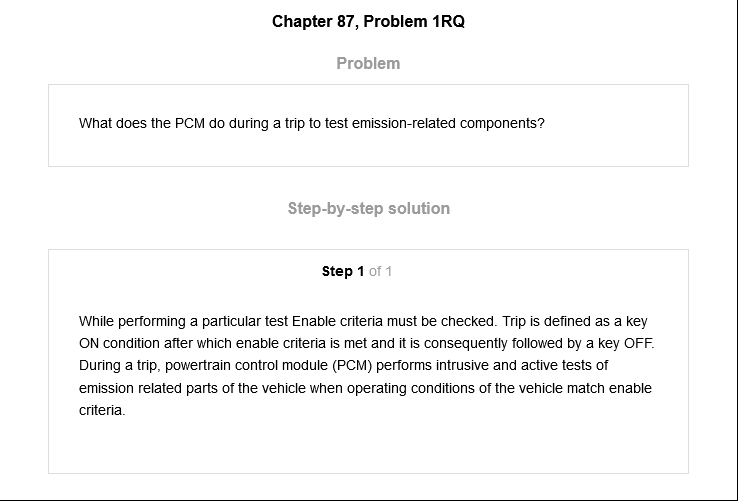 Chapter 87, Problem 1RQ
Problem
What does the PCM do during a trip to test emission-related components?
Step-by-step solution
Step 1 of 1
While performing a particular test Enable criteria must be checked. Trip is defined as a key
ON condition after which enable criteria is met and it is consequently followed by a key OFF.
During a trip, powertrain control module (PCM) performs intrusive and active tests of
emission related parts of the vehicle when operating conditions of the vehicle match enable
criteria.